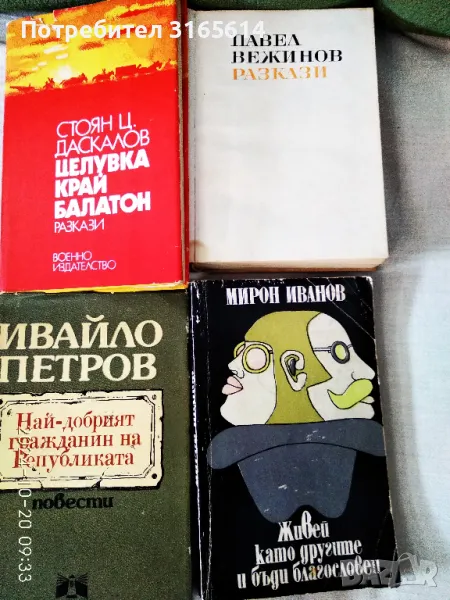 Потребител 3165614
СТОЯН Ц.
ДАСКАЛОВ
ЦЕЛУВКА
КРАЙ
БАЛАТОН
РАЗКАЗИ
ВОЕННО
ИЗДАТЕЛСТВО
ПАВЕЛ
ВЕЖИНОВ
РАЗКАЗИ
ИВАЙЛО
ПЕТРОВ
Най-добрият
гражданин на
Републиката
повести
МИРОН ИВАНОВ
Живей
като другите
и бъди благословен
0-20 09:33
BAZAR